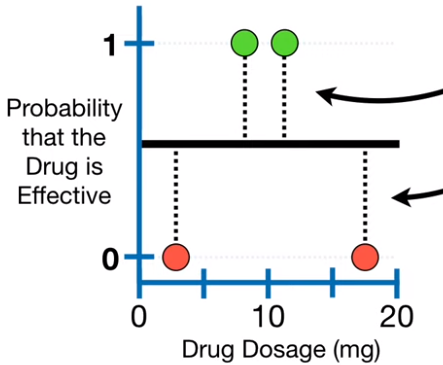 1
Probability
that the
Drug is
Effective
0
0 10 20
Drug Dosage (mg)